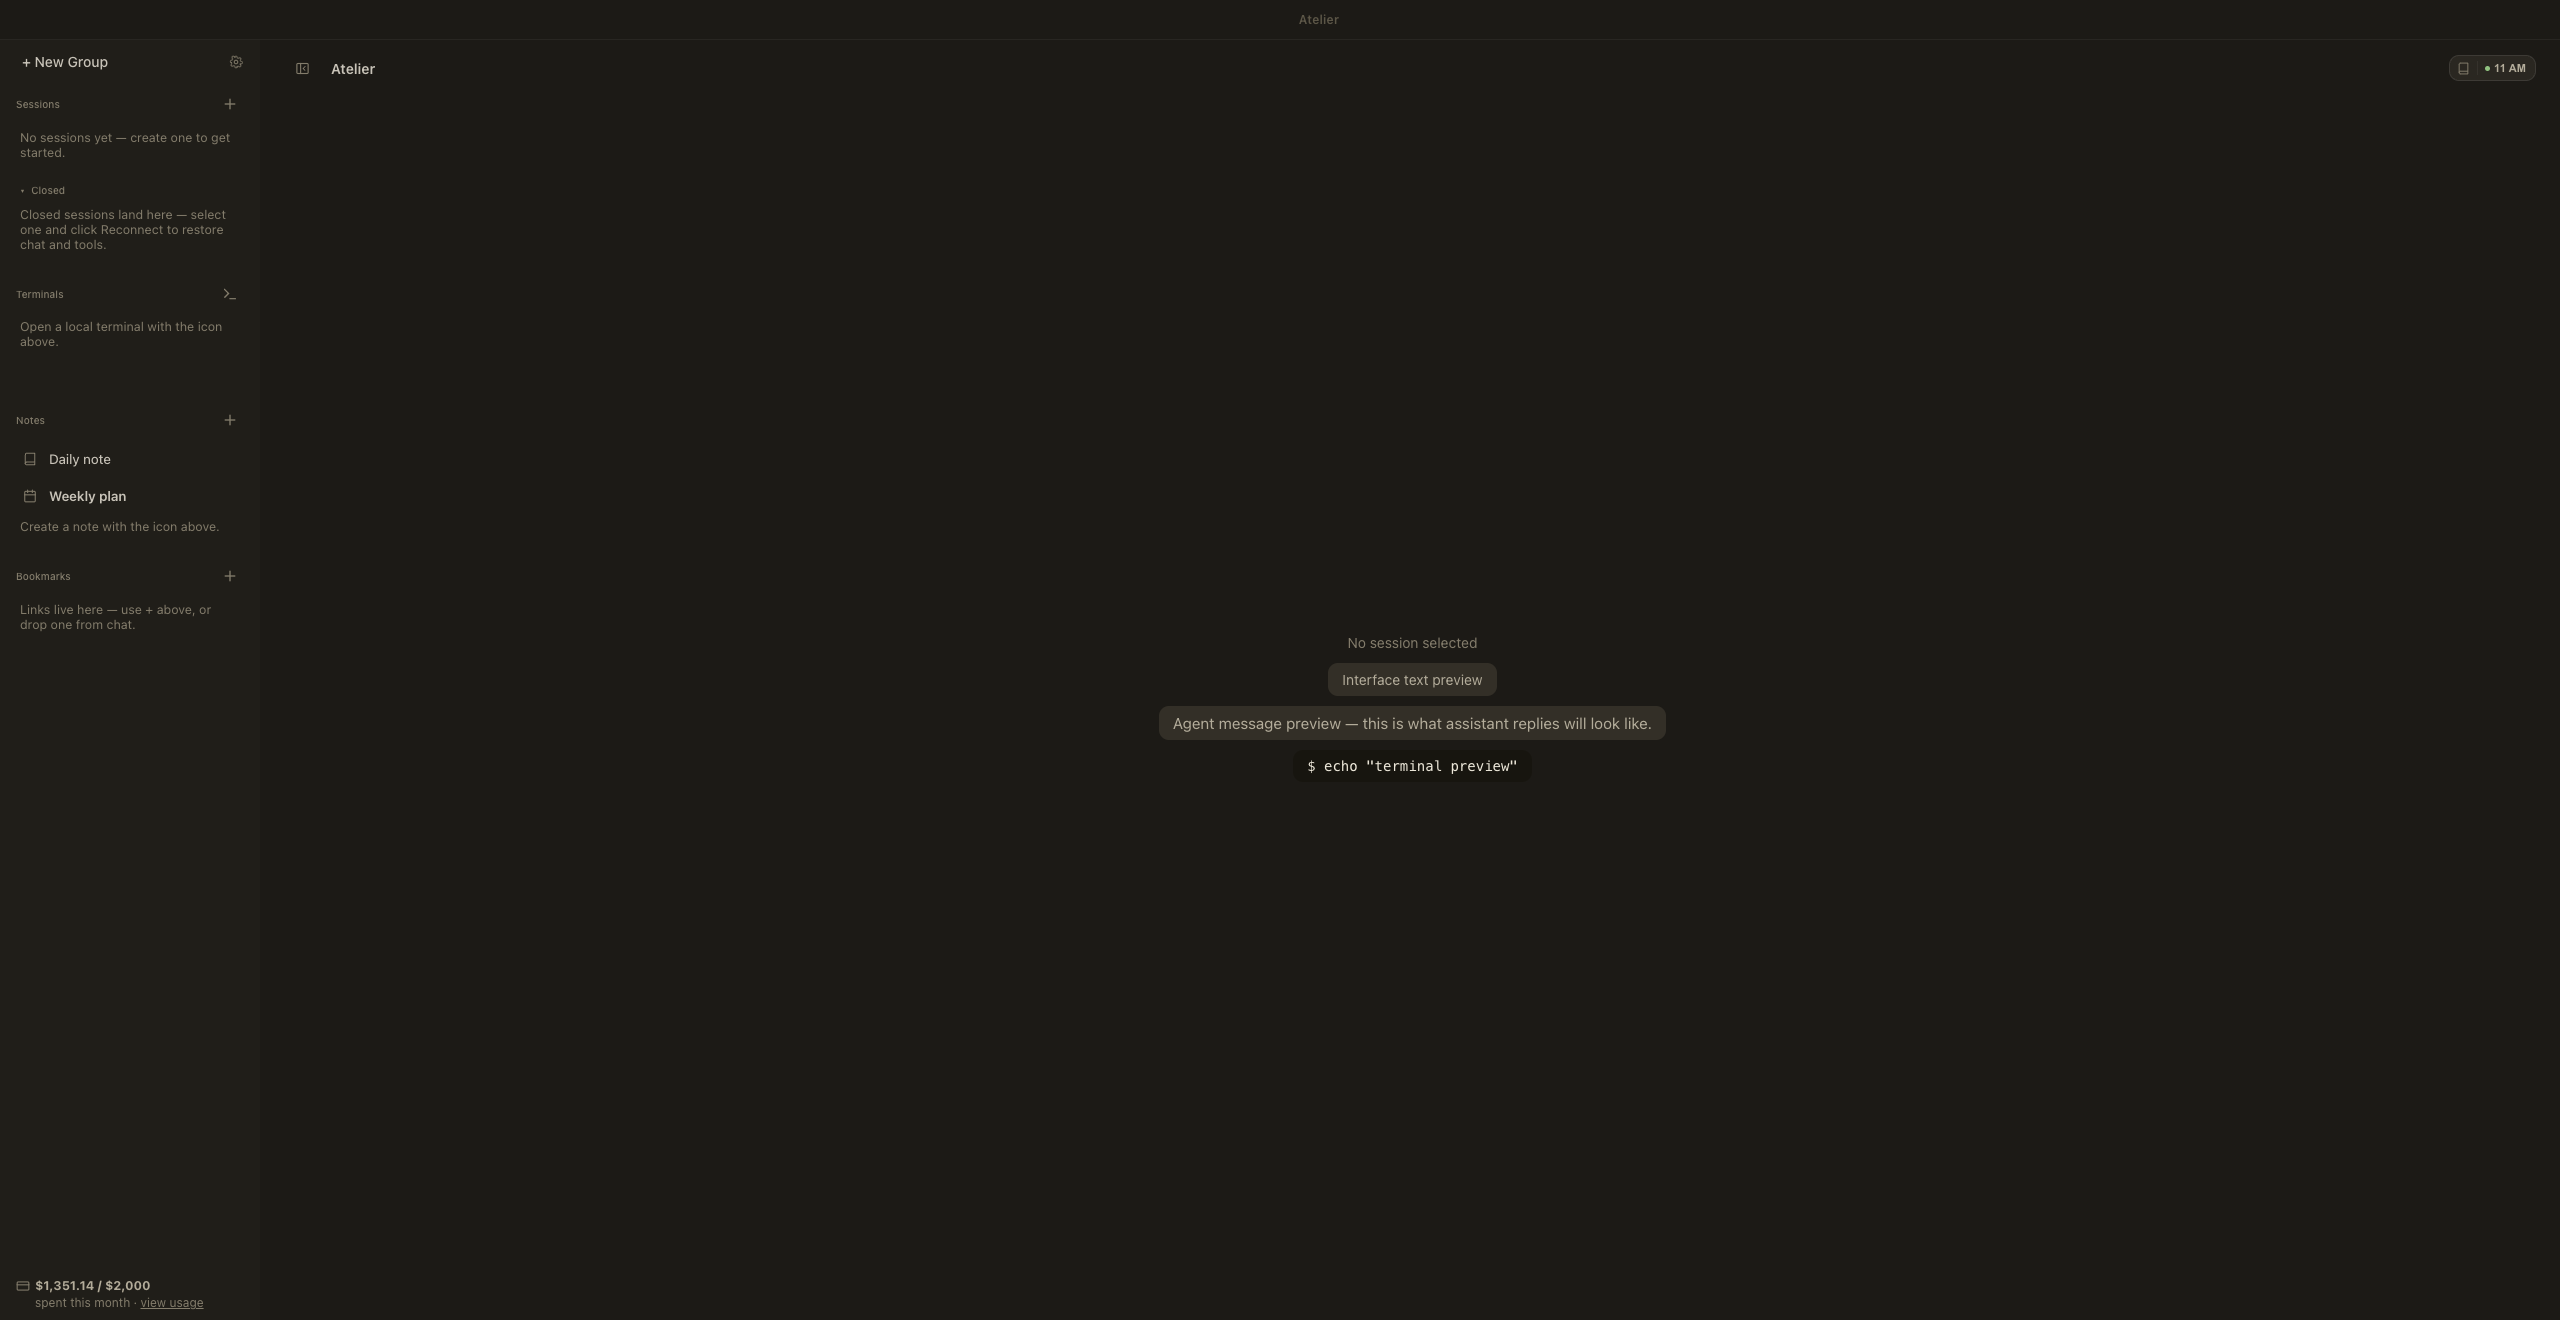 Atelier
+ New Group
Sessions
No sessions yet — create one to get
started.
Closed
Closed sessions land here — select
one and click Reconnect to restore
chat and tools.
Terminals
Open a local terminal with the icon
above.
Notes
Daily note
Weekly plan
Create a note with the icon above.
Bookmarks
Links live here — use + above, or
drop one from chat.
$1,351.14 / $2,000
spent this month · view usage
Atelier
11 AM
No session selected
Interface text preview
Agent message preview — this is what assistant replies will look like.
$ echo "terminal preview"